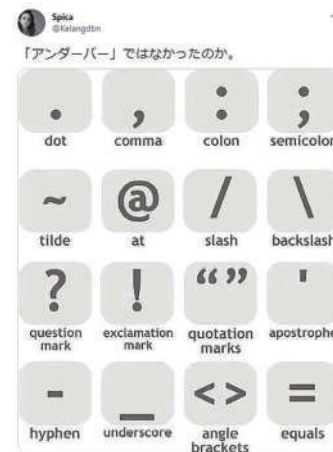 Spica
@Kelangdbn
「アンダーバー」ではなかったのか。
. , : ;
dot comma colon semicolon
~ @ / \
tilde at slash backslash
? ! “ ” '
question mark exclamation mark quotation marks apostrophe
- _ < > =
hyphen underscore angle brackets equals